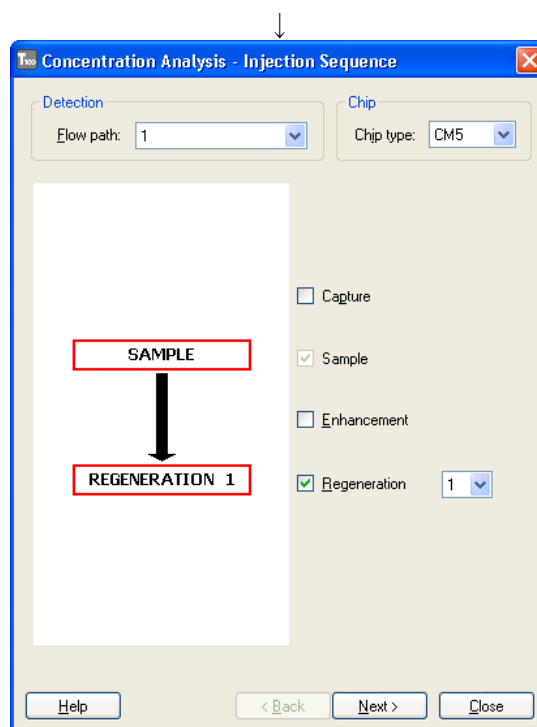 ↓
T100 Concentration Analysis - Injection Sequence
Detection
Flow path: 1
Chip
Chip type: CM5
SAMPLE
REGENERATION 1
Capture
Sample
Enhancement
Regeneration 1
Help < Back Next > Close